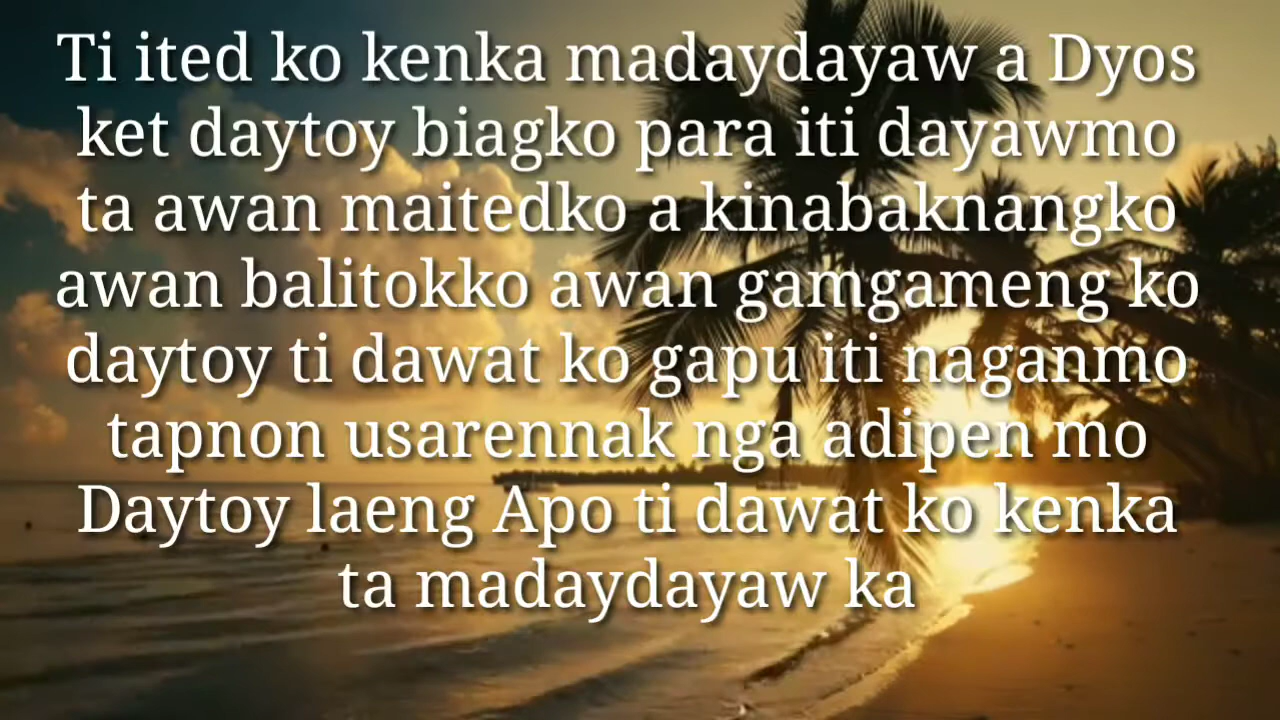 Ti ited ko kenka madaydayaw a Dyos
ket daytoy biagko para iti dayawmo
ta awan maitedko a kinabaknangko
awan balitokko awan gamgameng ko
daytoy ti dawat ko gapu iti naganmo
tapnon usarennak nga adipen mo
Daytoy laeng Apo ti dawat ko kenka
ta madaydayaw ka